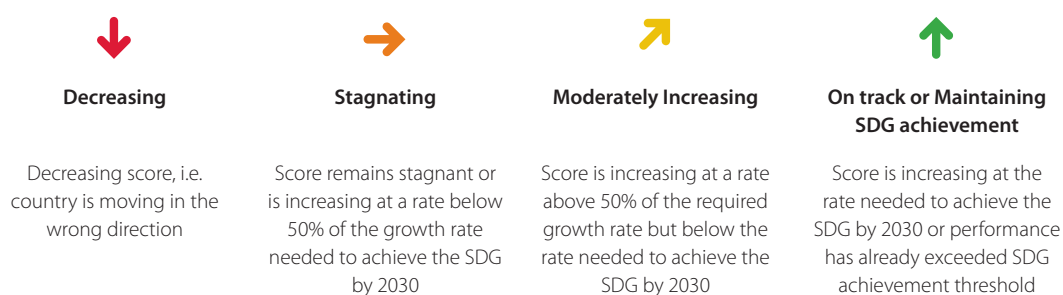 Decreasing
Decreasing score, i.e.
country is moving in the
wrong direction
Stagnating
Score remains stagnant or
is increasing at a rate below
50% of the growth rate
needed to achieve the SDG
by 2030
Moderately Increasing
Score is increasing at a rate
above 50% of the required
growth rate but below the
rate needed to achieve the
SDG by 2030
On track or Maintaining
SDG achievement
Score is increasing at the
rate needed to achieve the
SDG by 2030 or performance
has already exceeded SDG
achievement threshold